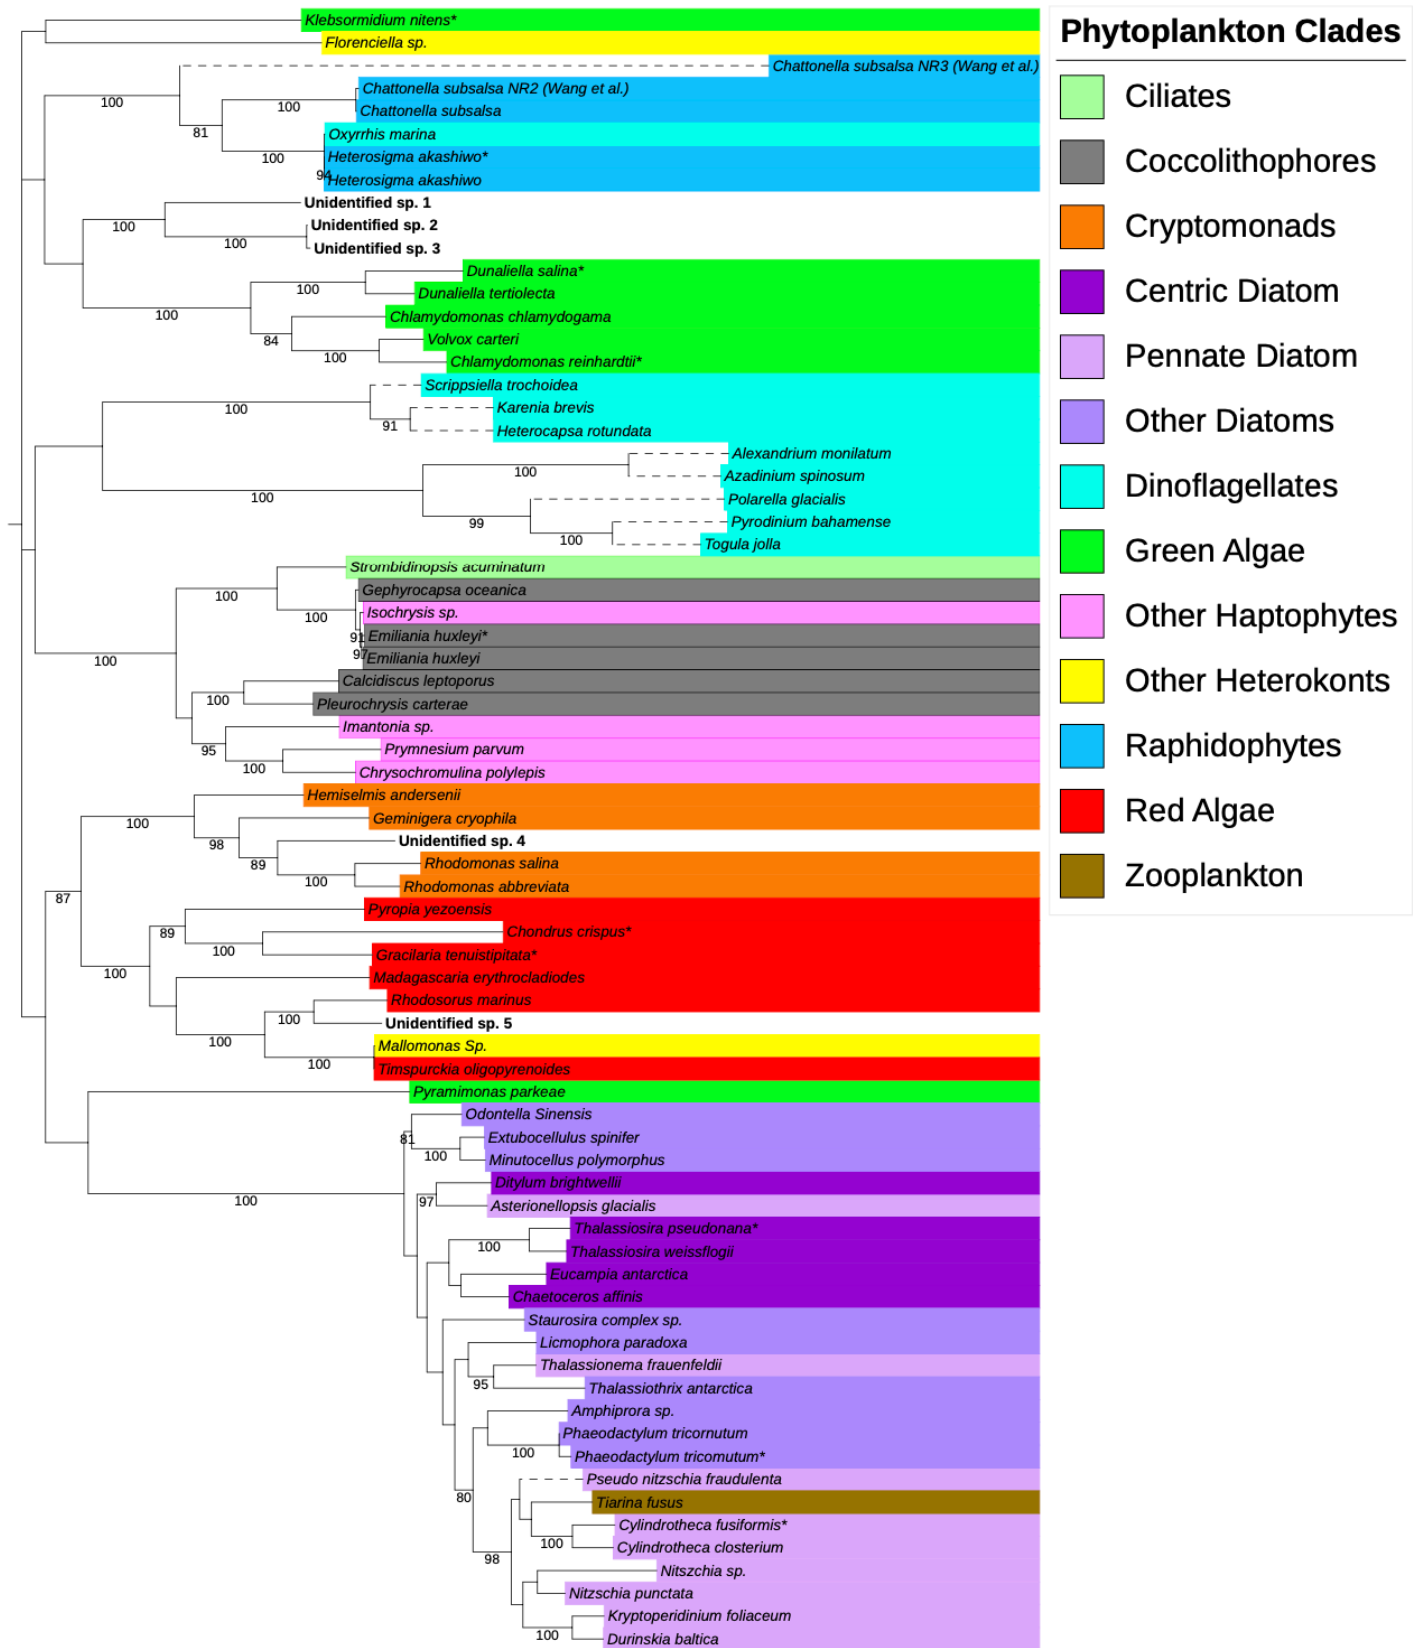 Klebsormidium nitens*
Florenciella sp.
Chattonella subsalsa NR3 (Wang et al.)
100
Chattonella subsalsa NR2 (Wang et al.)
100
Chattonella subsalsa
81
Oxyrrhis marina
100
Heterosigma akashiwo*
94
Heterosigma akashiwo
Unidentified sp. 1
100
Unidentified sp. 2
100
Unidentified sp. 3
Dunaliella salina*
100
Dunaliella tertiolecta
100
Chlamydomonas chlamydogama
84
Volvox carteri
100
Chlamydomonas reinhardtii*
Scrippsiella trochoidea
100
Karenia brevis
91
Heterocapsa rotundata
Alexandrium monilatum
100
Azadinium spinosum
100
Polarella glacialis
99
Pyrodinium bahamense
100
Togula jolla
Strombidinopsis acuminatum
100
Gephyrocapsa oceanica
100
Isochrysis sp.
91
Emiliania huxleyi*
97
Emiliania huxleyi
100
Calcidiscus leptoporus
100
Pleurochrysis carterae
Imantonia sp.
95
Prymnesium parvum
100
Chrysochromulina polylepis
Hemiselmis andersenii
100
Geminigera cryophila
98
Unidentified sp. 4
89
Rhodomonas salina
100
Rhodomonas abbreviata
87
Pyropia yezoensis
89
Chondrus crispus*
100
Gracilaria tenuistipitata*
100
Madagascaria erythrocladiodes
Rhodosorus marinus
100
Unidentified sp. 5
100
Mallomonas Sp.
100
Timspurckia oligopyrenoides
Pyramimonas parkeae
Odontella Sinensis
81
Extubocellulus spinifer
100
Minutocellus polymorphus
Ditylum brightwellii
100
97
Asterionellopsis glacialis
Thalassiosira pseudonana*
100
Thalassiosira weissflogii
Eucampia antarctica
Chaetoceros affinis
Staurosira complex sp.
Licmophora paradoxa
Thalassionema frauenfeldii
95
Thalassiothrix antarctica
Amphiprora sp.
Phaeodactylum tricornutum
100
Phaeodactylum tricomutum*
Pseudo nitzschia fraudulenta
80
Tiarina fusus
Cylindrotheca fusiformis*
100
Cylindrotheca closterium
98
Nitszchia sp.
Nitzschia punctata
Kryptoperidinium foliaceum
100
Durinskia baltica
Phytoplankton Clades
Ciliates
Coccolithophores
Cryptomonads
Centric Diatom
Pennate Diatom
Other Diatoms
Dinoflagellates
Green Algae
Other Haptophytes
Other Heterokonts
Raphidophytes
Red Algae
Zooplankton